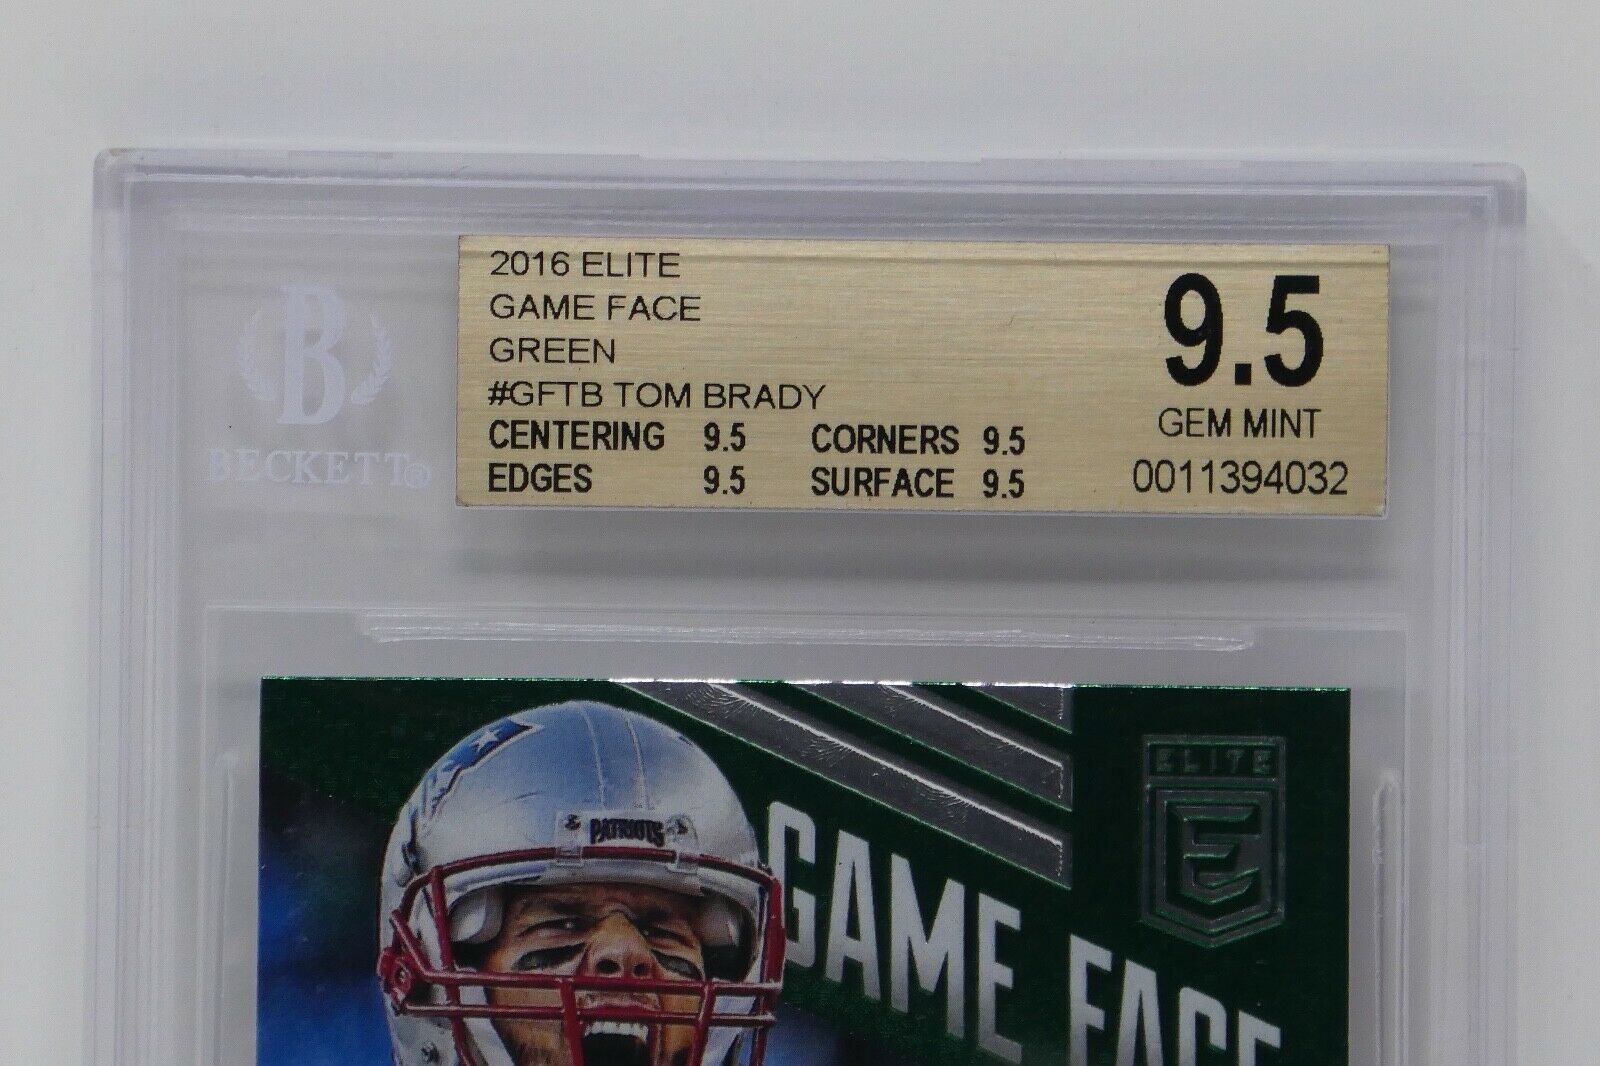 2016 ELITE
GAME FACE
GREEN
#GFTB TOM BRADY
CENTERING 9.5 CORNERS 9.5
EDGES 9.5 SURFACE 9.5
9.5
GEM MINT
0011394032
B
BECKETT®
ELITE
E
PATRIOTS
GAME FACE